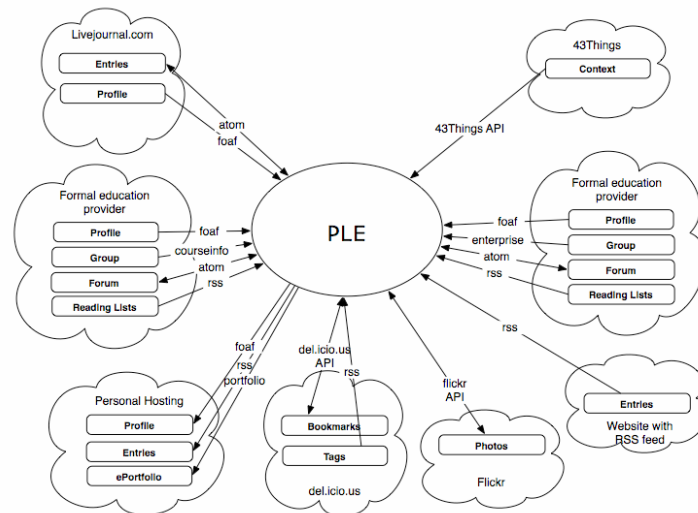 Livejournal.com
Entries
Profile
atom
foaf
43Things
Context
43Things API
Formal education
provider
Profile
Group
Forum
Reading Lists
foaf
courseinfo
atom
rss
PLE
Formal education
provider
Profile
Group
Forum
Reading Lists
foaf
enterprise
atom
rss
foaf
rss
portfolio
Personal Hosting
Profile
Entries
ePortfolio
del.icio.us
API
rss
Bookmarks
Tags
del.icio.us
flickr
API
Photos
Flickr
rss
Entries
Website with
RSS feed